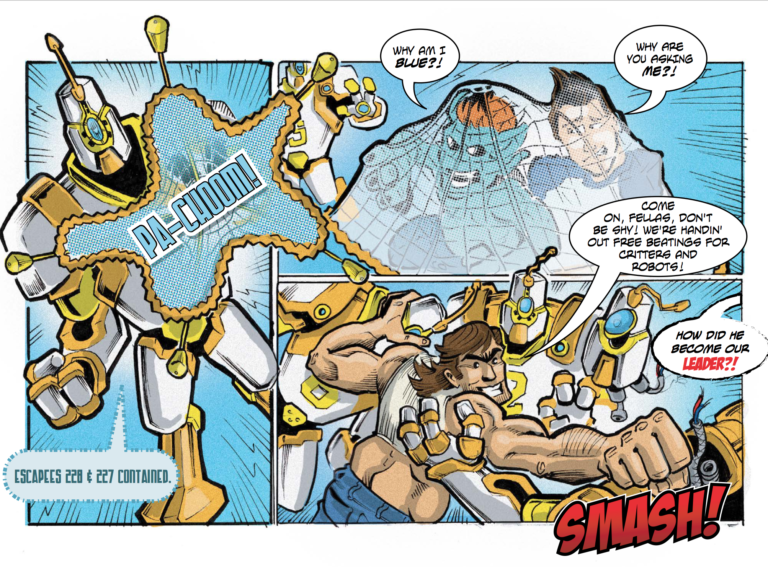 PA-CHOOM!
ESCAPEES 228 & 227 CONTAINED.
WHY AM I
BLUE?!
WHY ARE
YOU ASKING
ME?!
COME
ON, FELLAS, DON'T
BE SHY! WE'RE HANDIN'
OUT FREE BEATINGS FOR
CRITTERS AND
ROBOTS!
HOW DID HE
BECOME OUR
LEADER?!
SMASH!